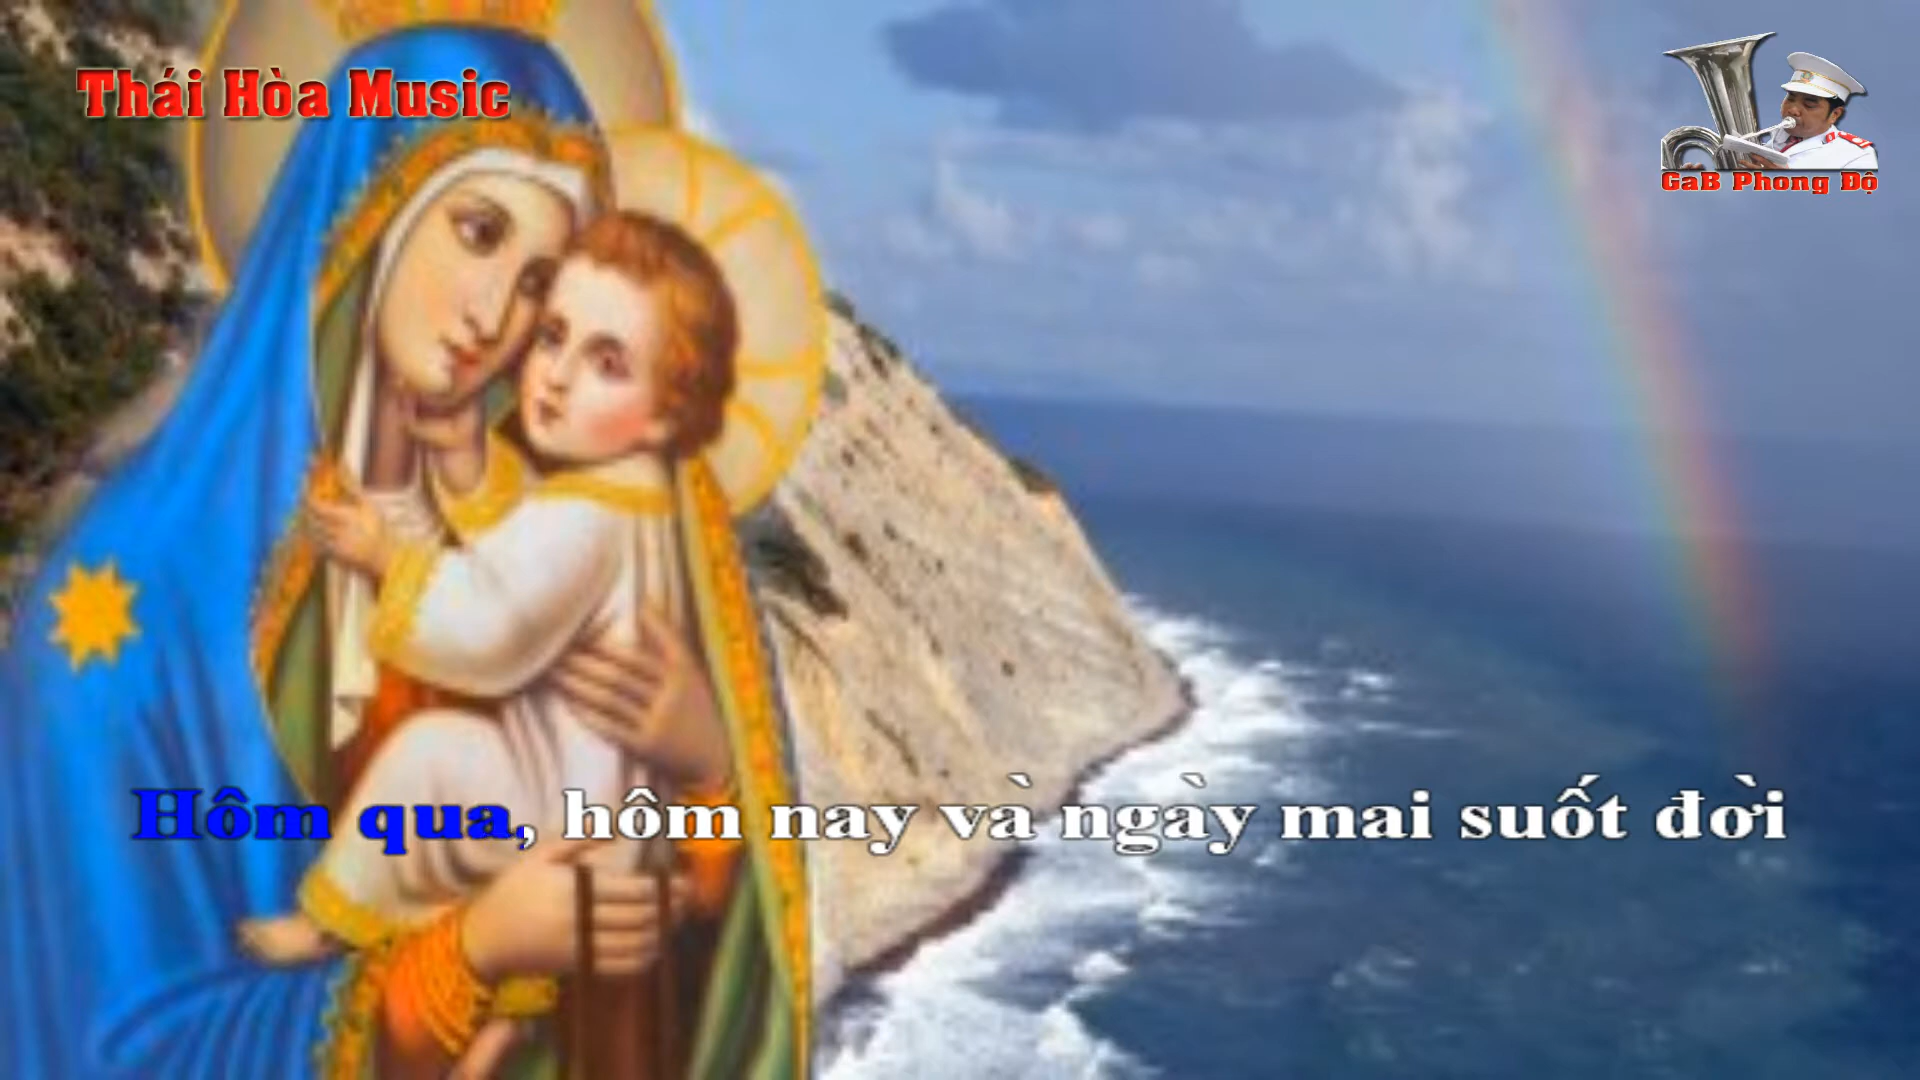 Thái Hòa Music
GaB Phong Độ
Hôm qua, hôm nay và ngày mai suốt đời